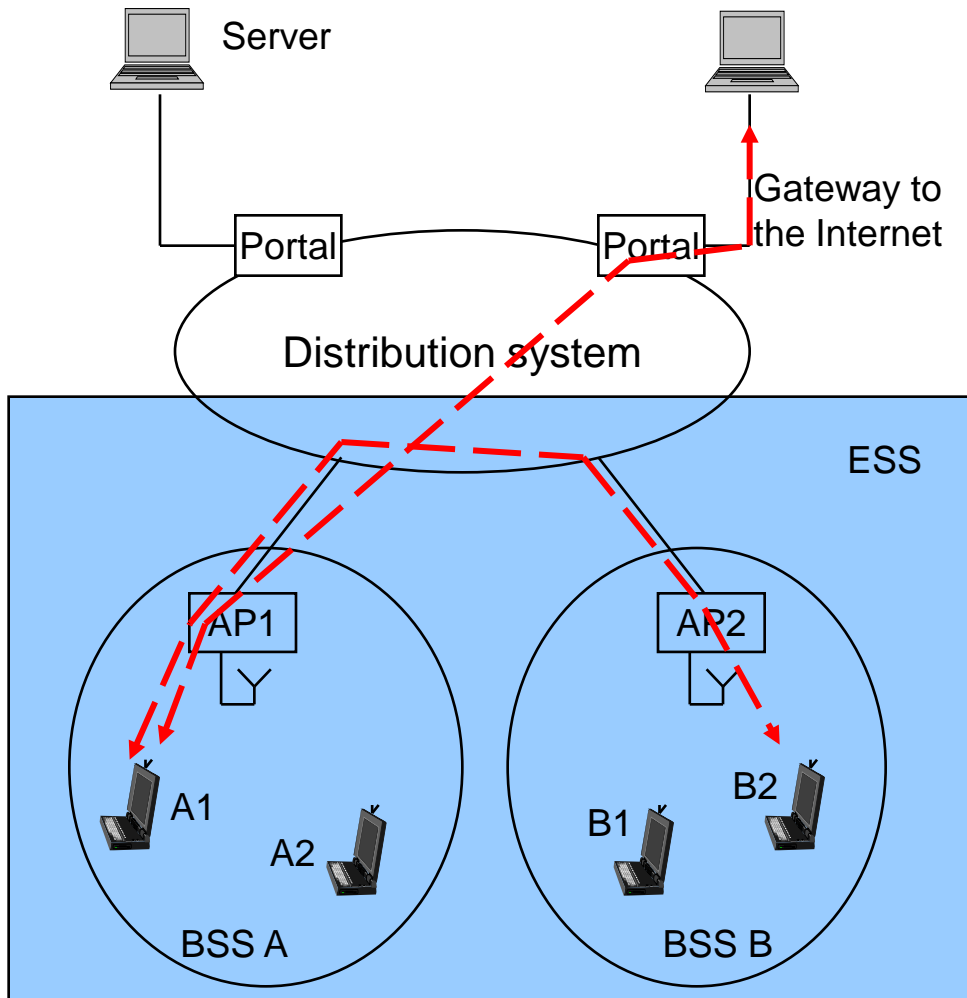 Server
Gateway to
the Internet
Portal
Portal
Distribution system
ESS
AP1
AP2
A1
A2
B1
B2
BSS A
BSS B